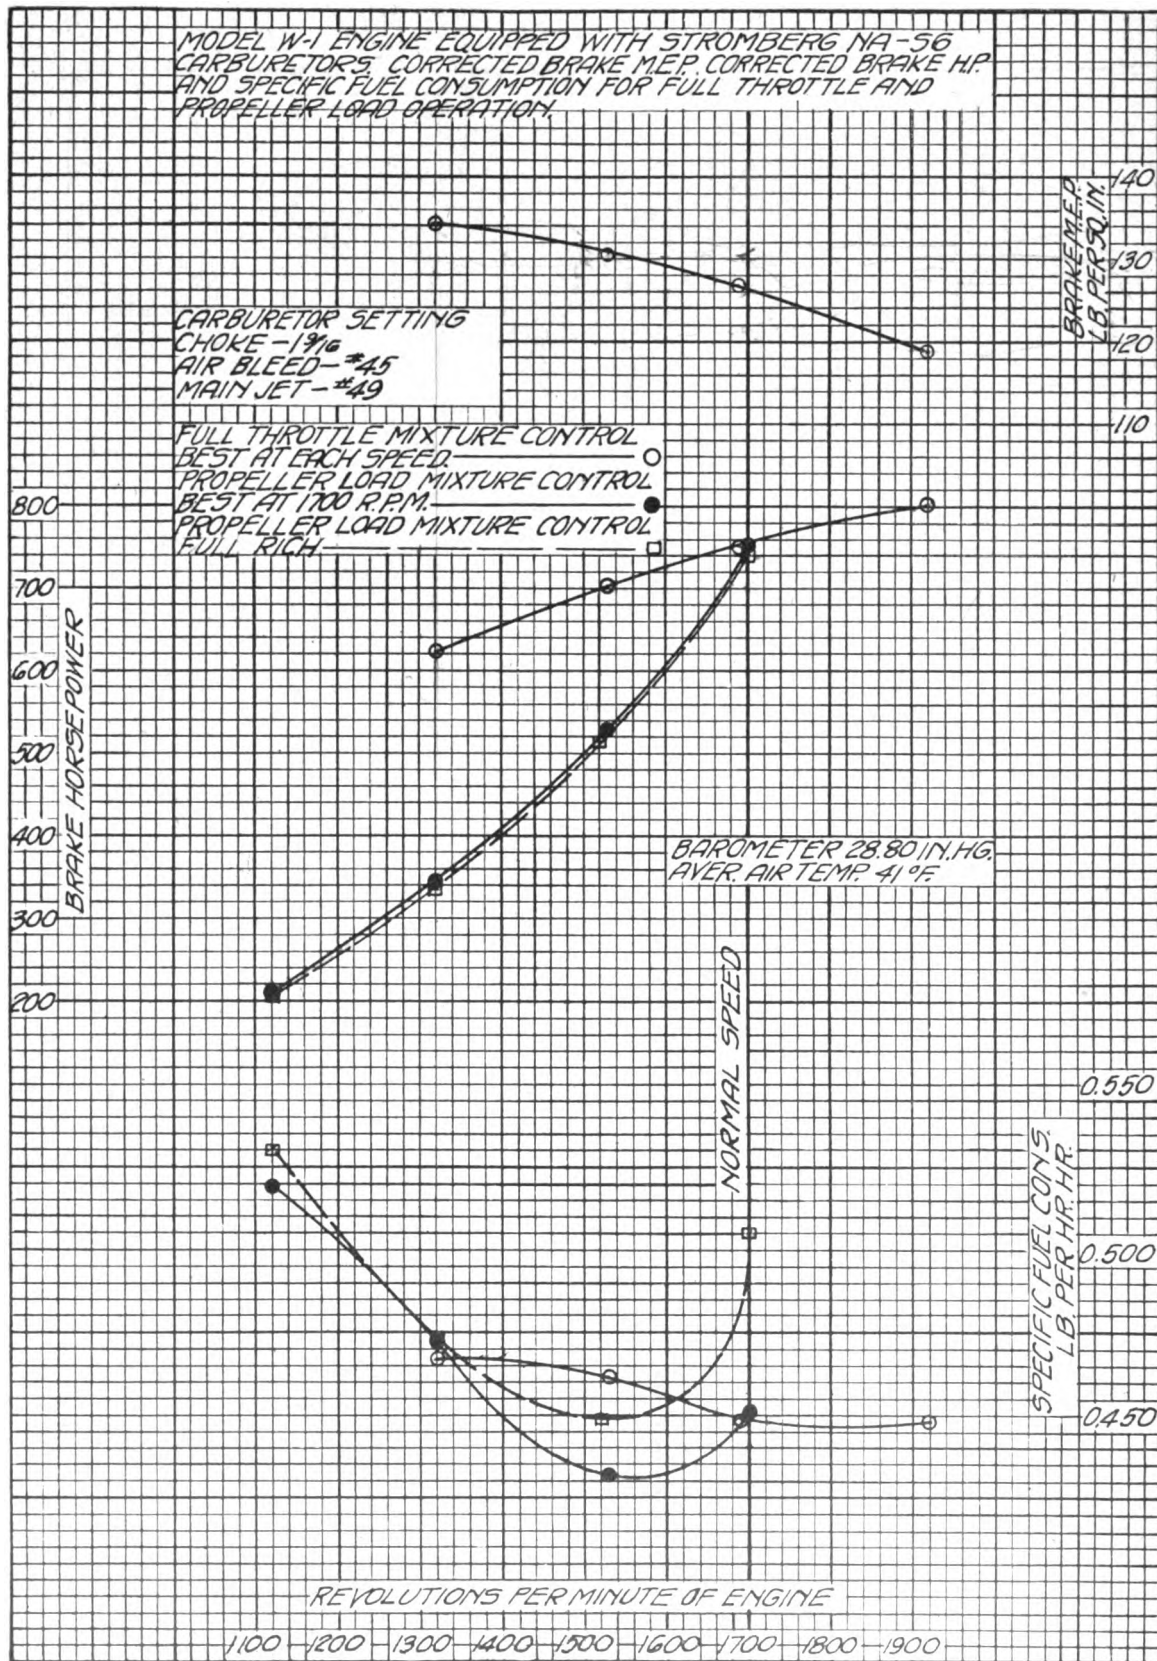 MODEL W-1 ENGINE EQUIPPED WITH STROMBERG NA-S6
CARBURETORS. CORRECTED BRAKE M.E.P. CORRECTED BRAKE H.P.
AND SPECIFIC FUEL CONSUMPTION FOR FULL THROTTLE AND
PROPELLER LOAD OPERATION.
140
130
120
110
BRAKE M.E.P.
LB. PER SQ. IN.
CARBURETOR SETTING
CHOKE - 1 9/16
AIR BLEED - #45
MAIN JET - #49
FULL THROTTLE MIXTURE CONTROL
BEST AT EACH SPEED.
PROPELLER LOAD MIXTURE CONTROL
BEST AT 1700 R.P.M.
PROPELLER LOAD MIXTURE CONTROL
FULL RICH
800
700
600
500
400
300
200
BRAKE HORSEPOWER
BAROMETER 28.80 IN. HG.
AVER. AIR TEMP. 41 °F.
NORMAL SPEED
0.550
0.500
0.450
SPECIFIC FUEL CONS.
LB. PER HR. HR.
REVOLUTIONS PER MINUTE OF ENGINE
1100 1200 1300 1400 1500 1600 1700 1800 1900